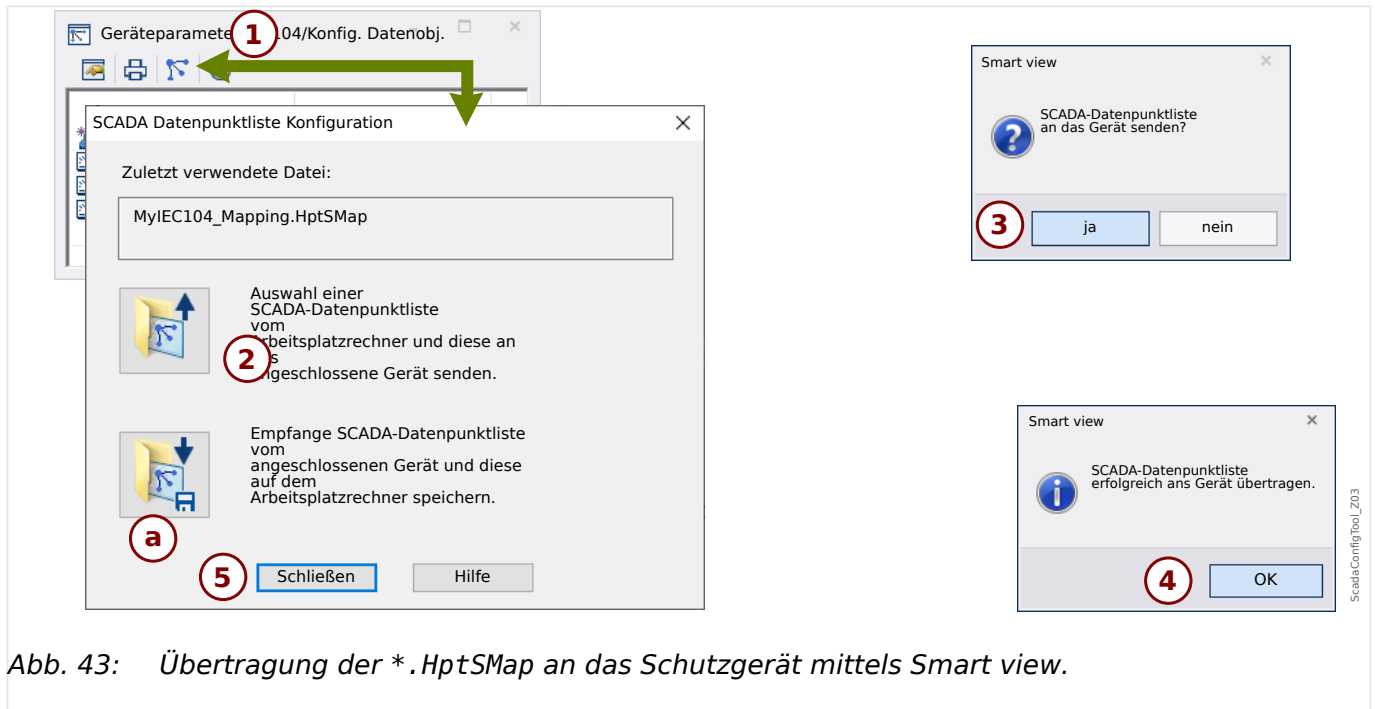 Geräteparamete 1 04/Konfig. Datenobj.
SCADA Datenpunktliste Konfiguration
Zuletzt verwendete Datei:
MyIEC104_Mapping.HptSMap
Auswahl einer
SCADA-Datenpunktliste
vom
Arbeitsplatzrechner und diese an
2
angeschlossene Gerät senden.
Empfange SCADA-Datenpunktliste
vom
angeschlossenen Gerät und diese
auf dem
Arbeitsplatzrechner speichern.
a
5 Schließen Hilfe
Smart view
SCADA-Datenpunktliste
an das Gerät senden?
3 ja nein
Smart view
SCADA-Datenpunktliste
erfolgreich ans Gerät übertragen.
4 OK
ScadaConfigTool_Z03
Abb. 43: Übertragung der *.HptSMap an das Schutzgerät mittels Smart view.